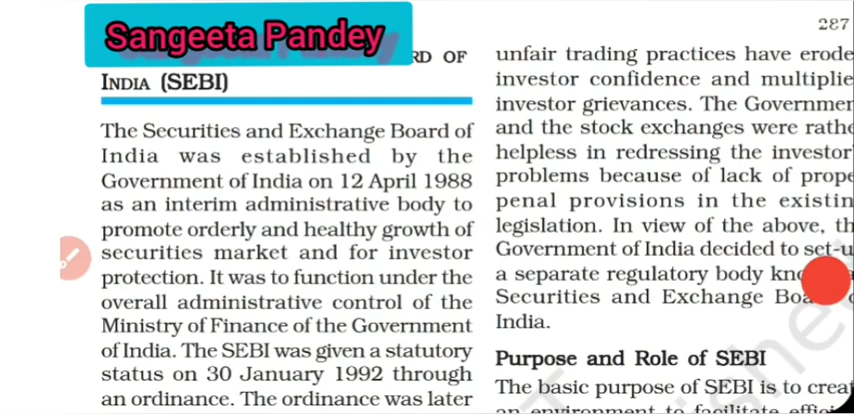 287
Sangeeta Pandey
RD OF
INDIA (SEBI)
The Securities and Exchange Board of
India was established by the
Government of India on 12 April 1988
as an interim administrative body to
promote orderly and healthy growth of
securities market and for investor
protection. It was to function under the
overall administrative control of the
Ministry of Finance of the Government
of India. The SEBI was given a statutory
status on 30 January 1992 through
an ordinance. The ordinance was later
unfair trading practices have erode
investor confidence and multiplie
investor grievances. The Governmen
and the stock exchanges were rathe
helpless in redressing the investor
problems because of lack of prope
penal provisions in the existin
legislation. In view of the above, th
Government of India decided to set-u
a separate regulatory body
Securities and Exchange
India.
Purpose and Role of SEBI
The basic purpose of SEBI is to creat
an environment to facilitate